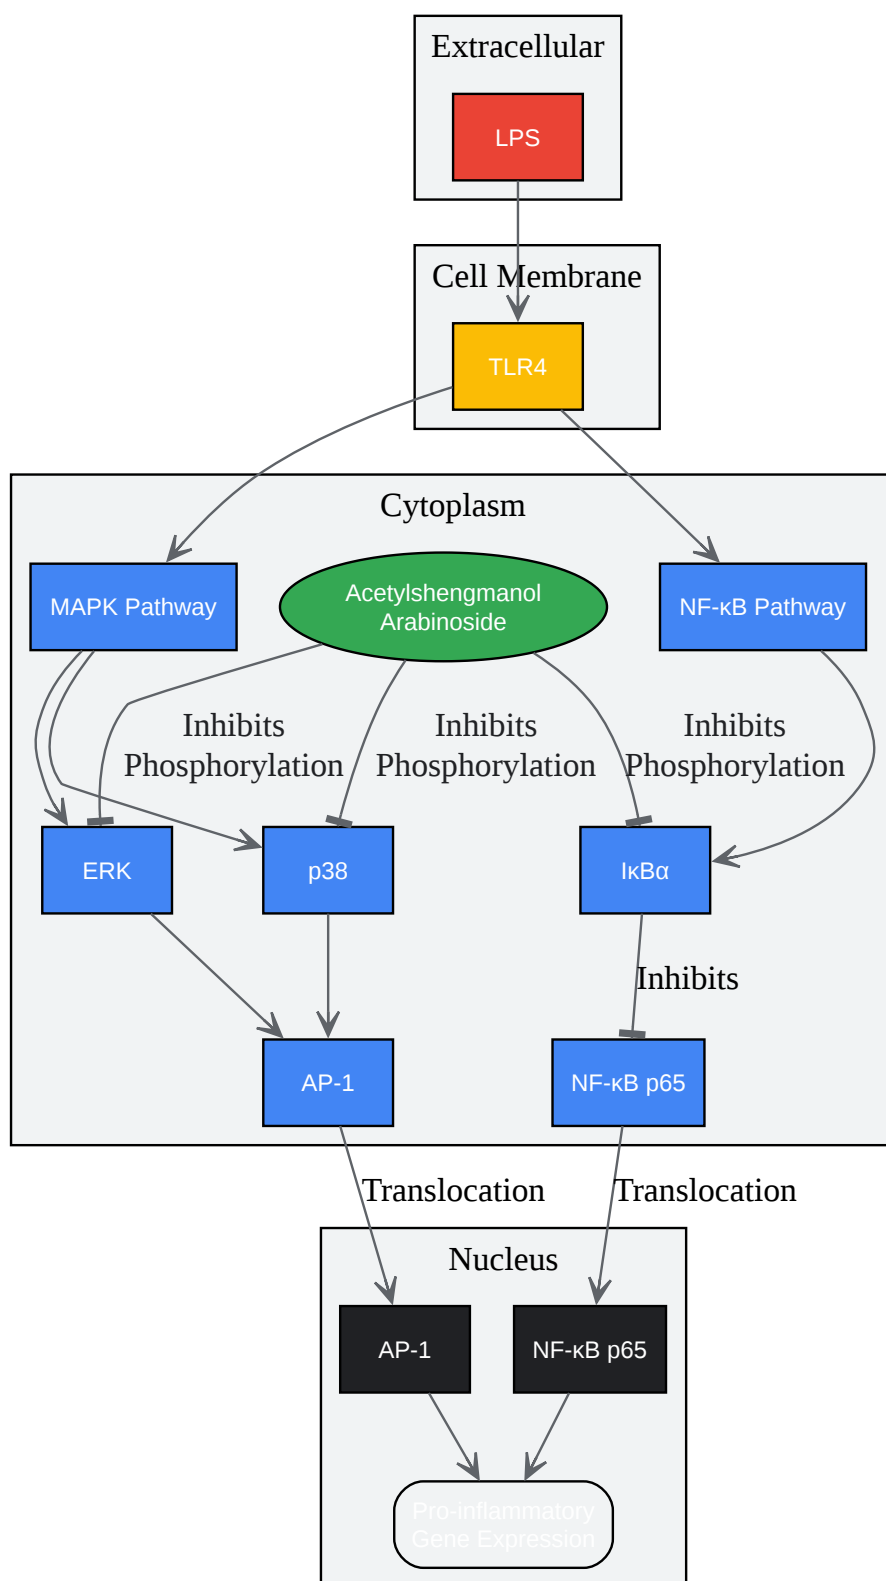 Extracellular
LPS
Cell Membrane
TLR4
Cytoplasm
MAPK Pathway
Acetylshengmanol
Arabinoside
NF-κB Pathway
Inhibits
Phosphorylation
Inhibits
Phosphorylation
Inhibits
Phosphorylation
ERK
p38
IκBα
Inhibits
AP-1
NF-κB p65
Translocation
Translocation
Nucleus
AP-1
NF-κB p65
Pro-inflammatory
Gene Expression